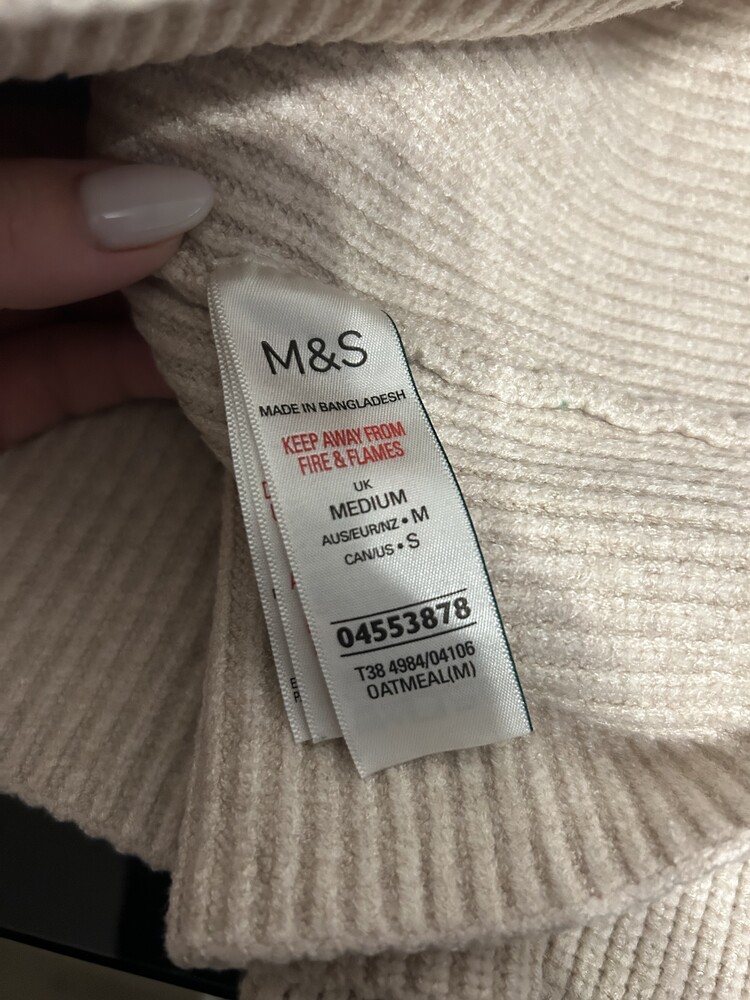 M&S
MADE IN BANGLADESH
KEEP AWAY FROM
FIRE & FLAMES
UK
MEDIUM
AUS/EUR/NZ • M
CAN/US • S
04553878
T38 4984/04106
OATMEAL(M)